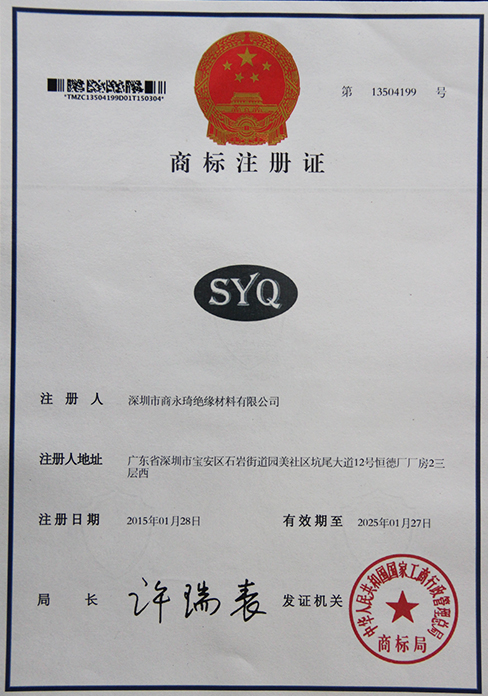 *TMZC13504199D01T150304*
第 13504199 号
商标注册证
SYQ
注册人 深圳市商永琦绝缘材料有限公司
注册人地址 广东省深圳市宝安区石岩街道园美社区坑尾大道12号恒德厂厂房2三
层西
注册日期 2015年01月28日 有效期至 2025年01月27日
局长 许瑞表 发证机关
中华人民共和国国家工商行政管理总局
商标局